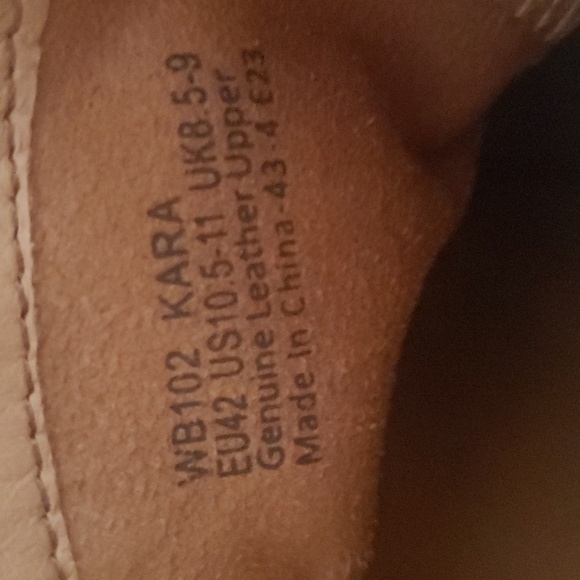 WB102 KARA
EU42 US10.5-11 UK8.5-9
Genuine Leather Upper
Made In China-43-4 E23